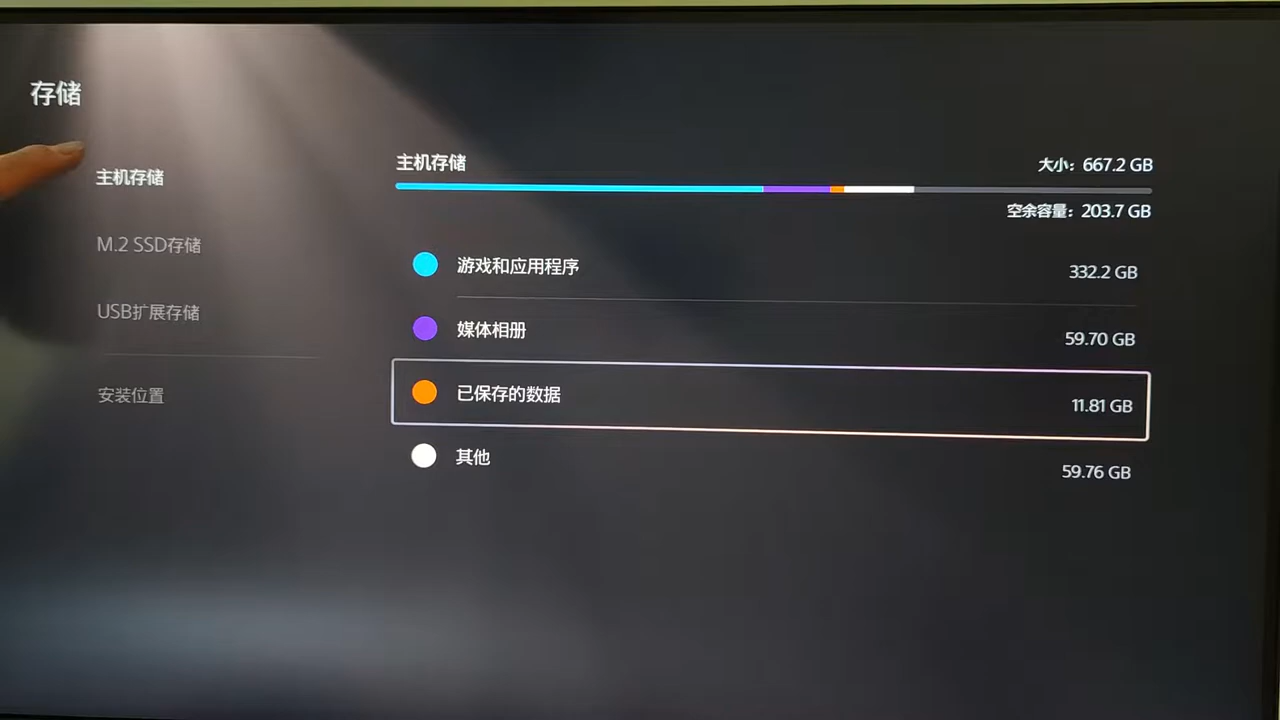 存储
主机存储
M.2 SSD存储
USB扩展存储
安装位置
主机存储
大小：667.2 GB
空余容量：203.7 GB
游戏和应用程序
332.2 GB
媒体相册
59.70 GB
已保存的数据
11.81 GB
其他
59.76 GB